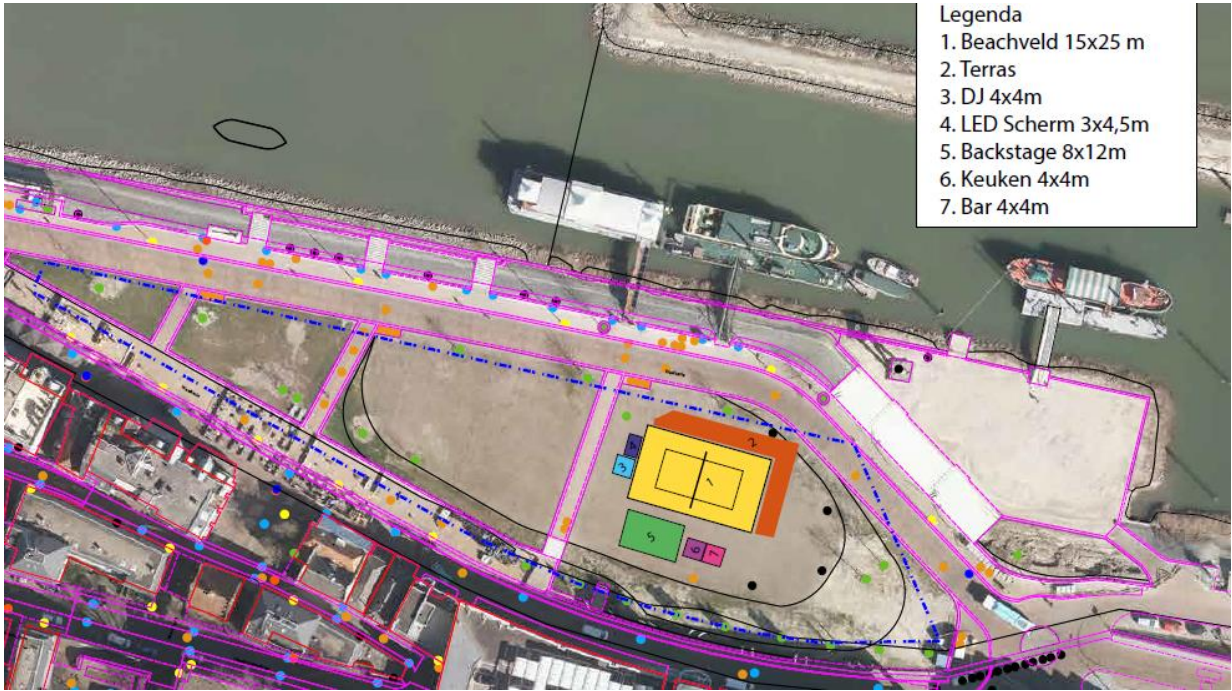 Legenda
1. Beachveld 15x25 m
2. Terras
3. DJ 4x4m
4. LED Scherm 3x4,5m
5. Backstage 8x12m
6. Keuken 4x4m
7. Bar 4x4m
2
4
3
1
5
6
7